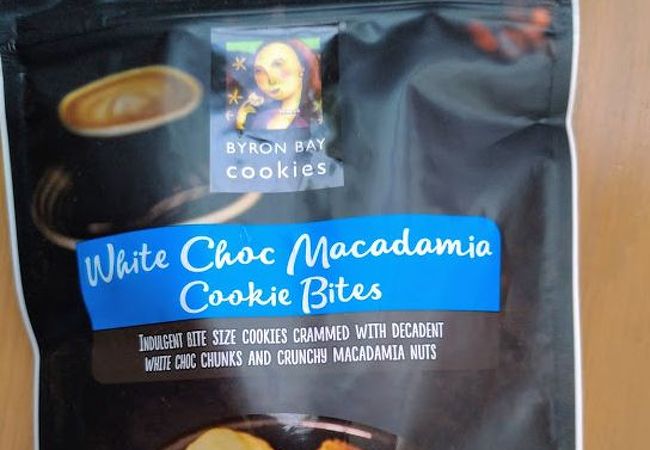 BYRON BAY
cookies
White Choc Macadamia
Cookie Bites
INDULGENT BITE SIZE COOKIES CRAMMED WITH DECADENT
WHITE CHOC CHUNKS AND CRUNCHY MACADAMIA NUTS